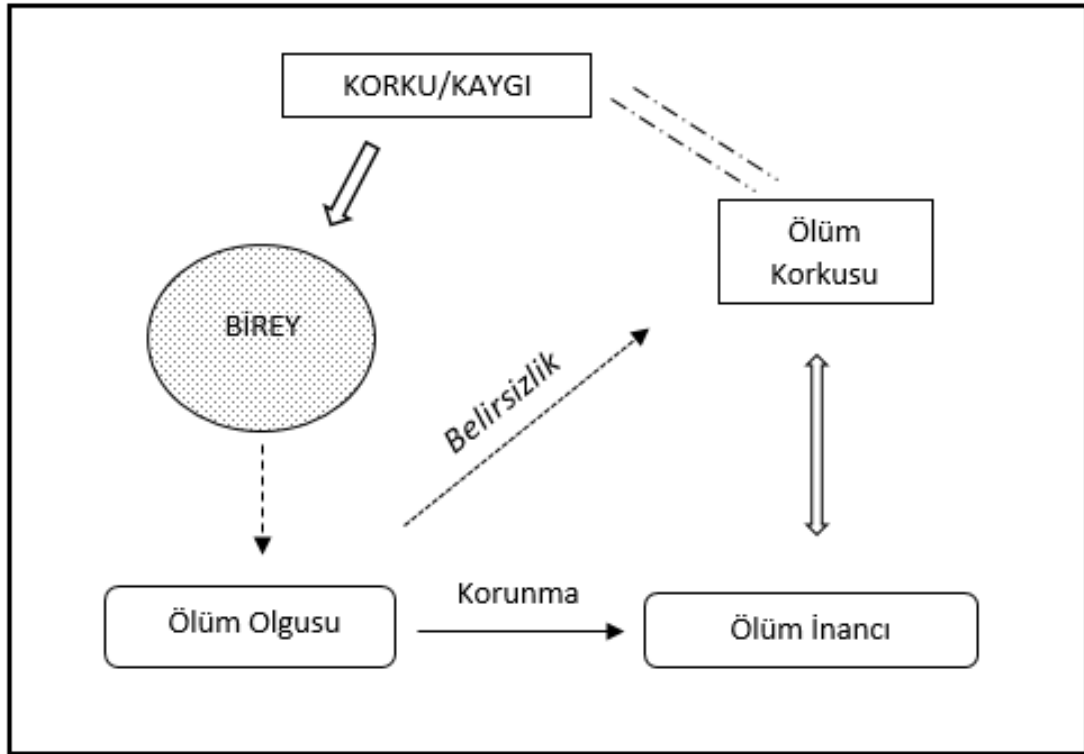 KORKU/KAYGI
Ölüm
Korkusu
BİREY
Belirsizlik
Korunma
Ölüm Olgusu
Ölüm İnancı